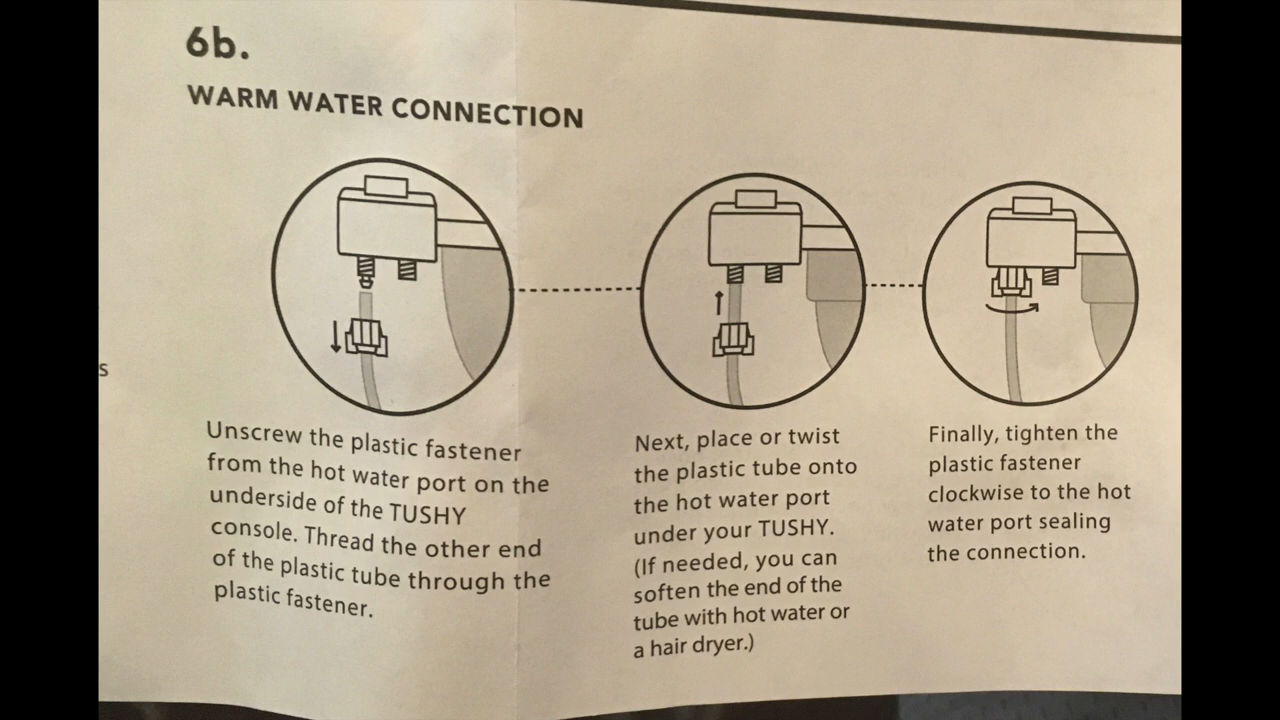 6b.
WARM WATER CONNECTION
Unscrew the plastic fastener
from the hot water port on the
underside of the TUSHY
console. Thread the other end
of the plastic tube through the
plastic fastener.
Next, place or twist
the plastic tube onto
the hot water port
under your TUSHY.
(If needed, you can
soften the end of the
tube with hot water or
a hair dryer.)
Finally, tighten the
plastic fastener
clockwise to the hot
water port sealing
the connection.
s